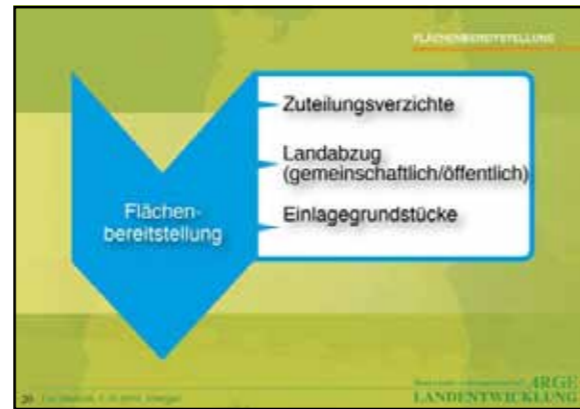 FLÄCHENBEREITSTELLUNG
Zuteilungsverzichte
Landabzug
(gemeinschaftlich/öffentlich)
Einlagegrundstücke
Flächen-
bereitstellung
ARGE
LANDENTWICKLUNG